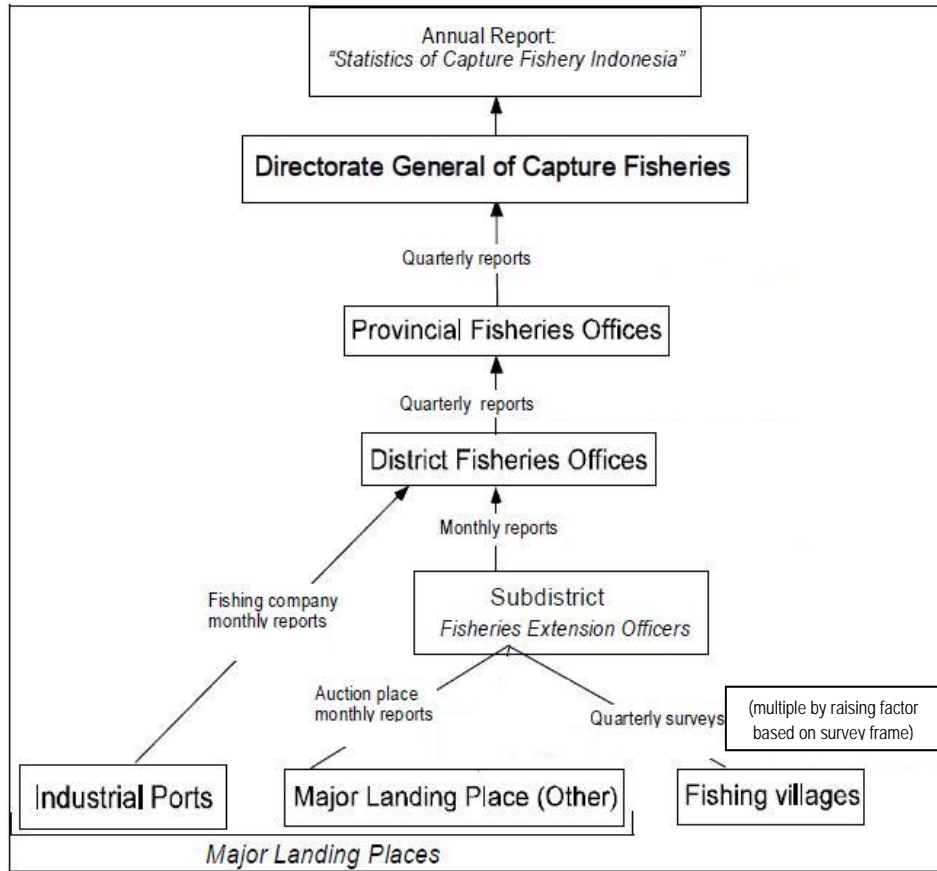 Annual Report:
"Statistics of Capture Fishery Indonesia"
Directorate General of Capture Fisheries
Quarterly reports
Provincial Fisheries Offices
Quarterly reports
District Fisheries Offices
Monthly reports
Fishing company
monthly reports
Subdistrict
Fisheries Extension Officers
Auction place
monthly reports
Quarterly surveys
(multiple by raising factor
based on survey frame)
Industrial Ports
Major Landing Place (Other)
Fishing villages
Major Landing Places